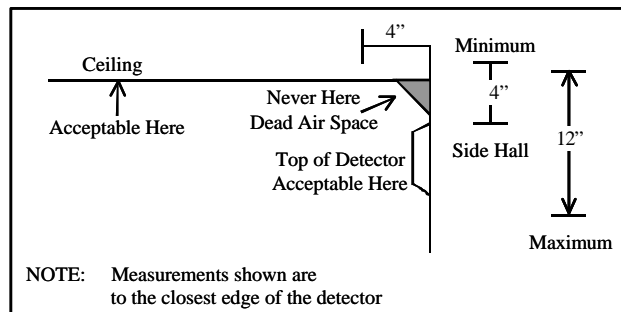 4”
Minimum
Ceiling
Never Here
4”
Acceptable Here
Dead Air Space
12”
Top of Detector
Side Hall
Acceptable Here
Maximum
NOTE: Measurements shown are
to the closest edge of the detector